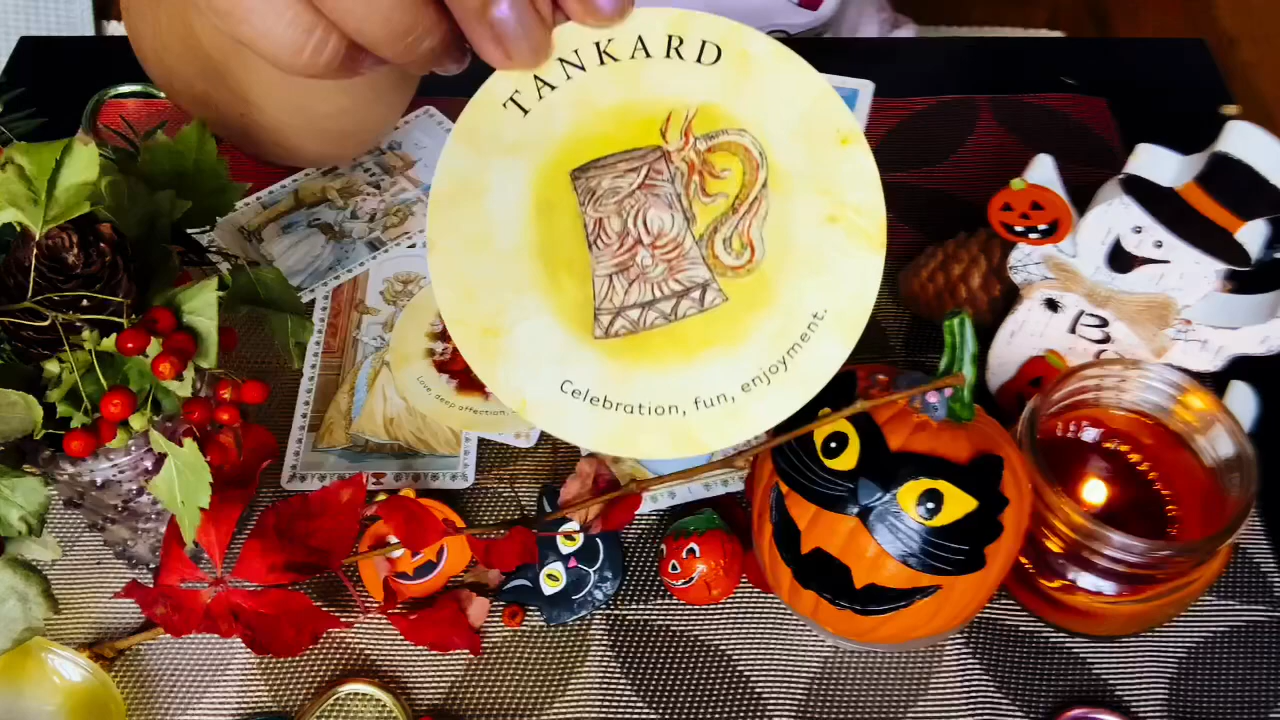 TANKARD
Celebration, fun, enjoyment.
Love, deep affection,
B